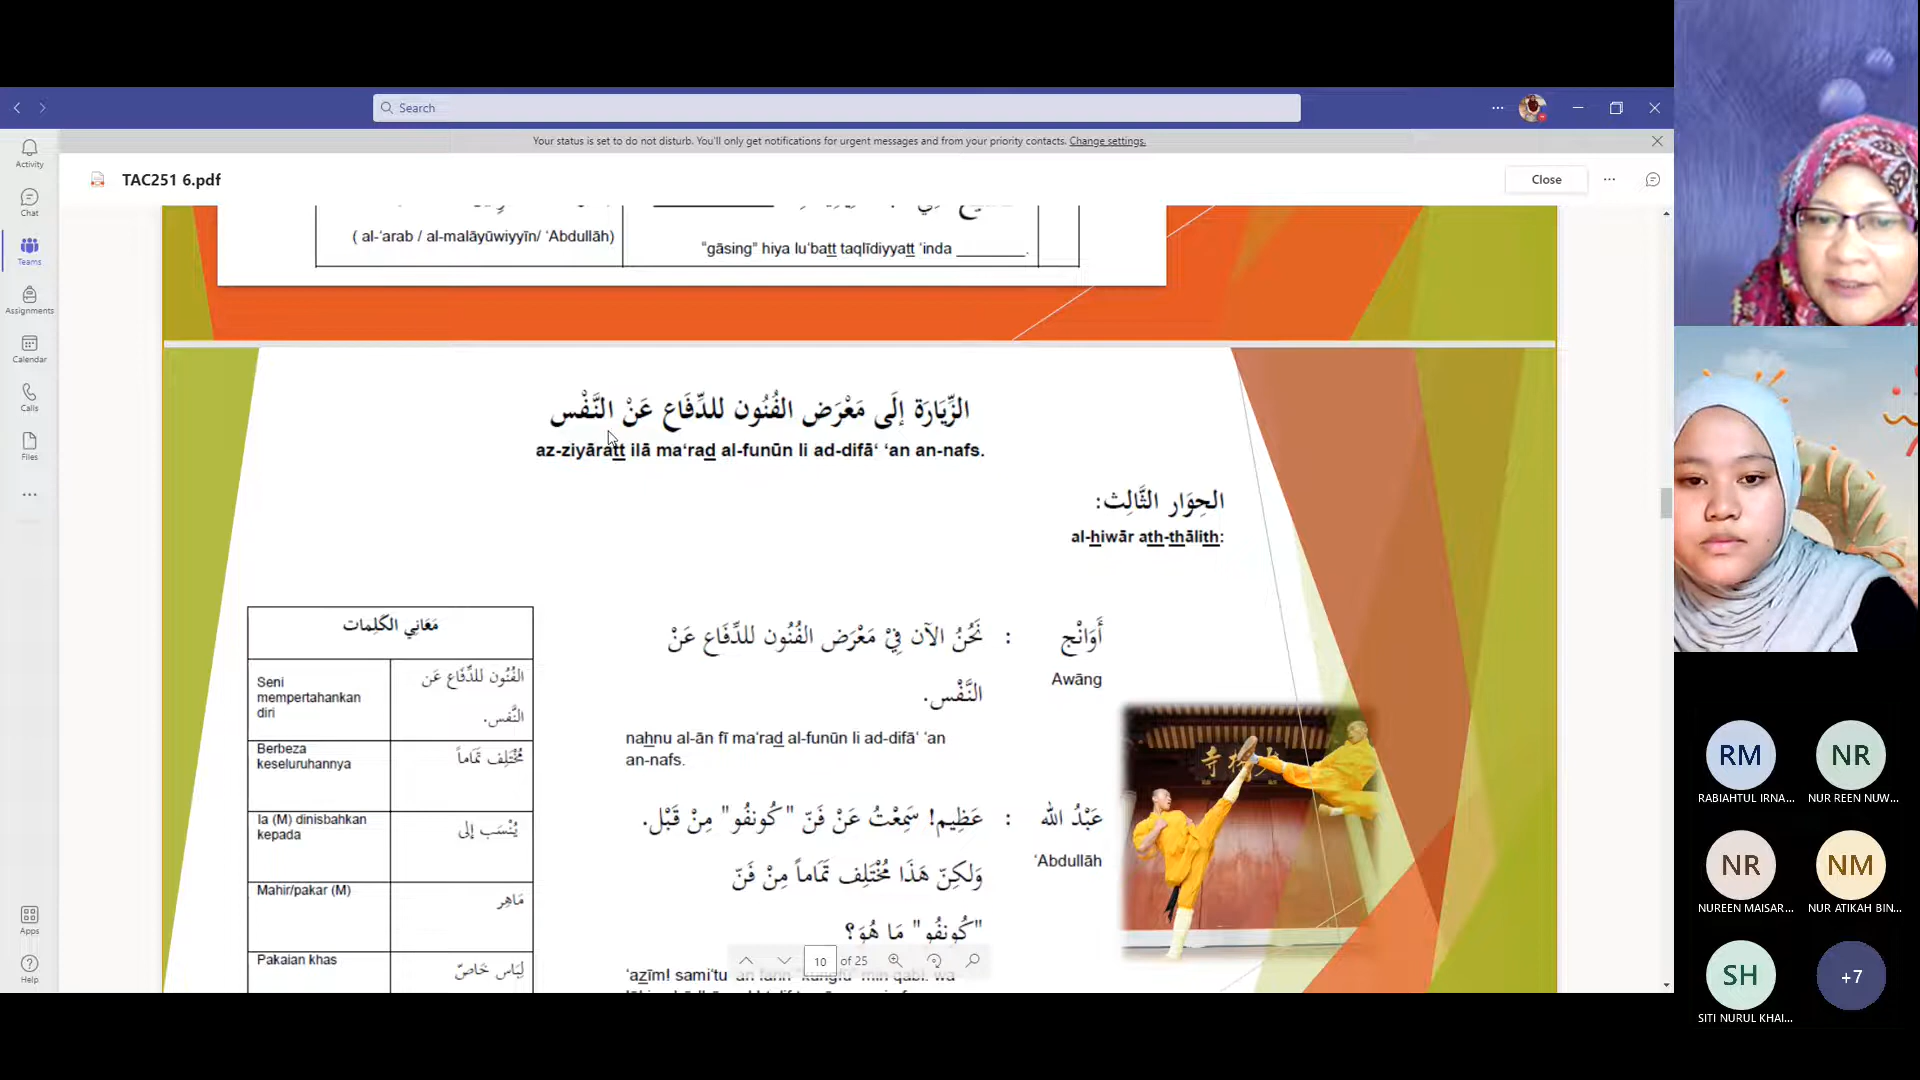 Search
Your status is set to do not disturb. You'll only get notifications for urgent messages and from your priority contacts. Change settings.
Activity
Chat
Teams
Assignments
Calendar
Calls
Files
Apps
Help
TAC251 6.pdf
Close
( al-‘arab / al-malāyūwiyyīn/ ‘Abdullāh)
“gāsing” hiya lu‘batt taqlīdiyyatt ‘inda ________.
الزِّيَارَة إلَى مَعْرَض الفُنُون للدِّفَاع عَنْ النَّفْس
az-ziyāratt ilā ma‘rad al-funūn li ad-difā‘ ‘an an-nafs.
الحِوَار الثَّالِث:
al-hiwār ath-thālith:
أَوَانْج : نَحْنُ الآن فِيْ مَعْرَض الفُنُون للدِّفَاع عَنْ
النَّفْس.
Awāng
nahnu al-ān fī ma‘rad al-funūn li ad-difā‘ ‘an
an-nafs.
عَبْدُ الله : عَظِيم! سَمِعْتُ عَنْ فَنّ "كُونفُو" مِنْ قَبْل.
‘Abdullāh
وَلكِنّ هَذَا مُخْتَلِف تَمَاماً مِنْ فَنّ
"كُونفُو" مَا هُوَ؟
مَعَانِي الكَلِمات
الفُنُون للدِّفَاع عَن
النَّفس.
Seni
mempertahankan
diri
مُخْتَلِف تَمَاماً
Berbeza
keseluruhannya
يُنْسَب إلى
Ia (M) dinisbahkan
kepada
مَاهِر
Mahir/pakar (M)
لِبَاس خَاصّ
Pakaian khas
10 of 25
RM
RABIAHTUL IRNA...
NR
NUR REEN NUW...
NR
NUREEN MAISAR...
NM
NUR ATIKAH BIN...
SH
SITI NURUL KHAI...
+7